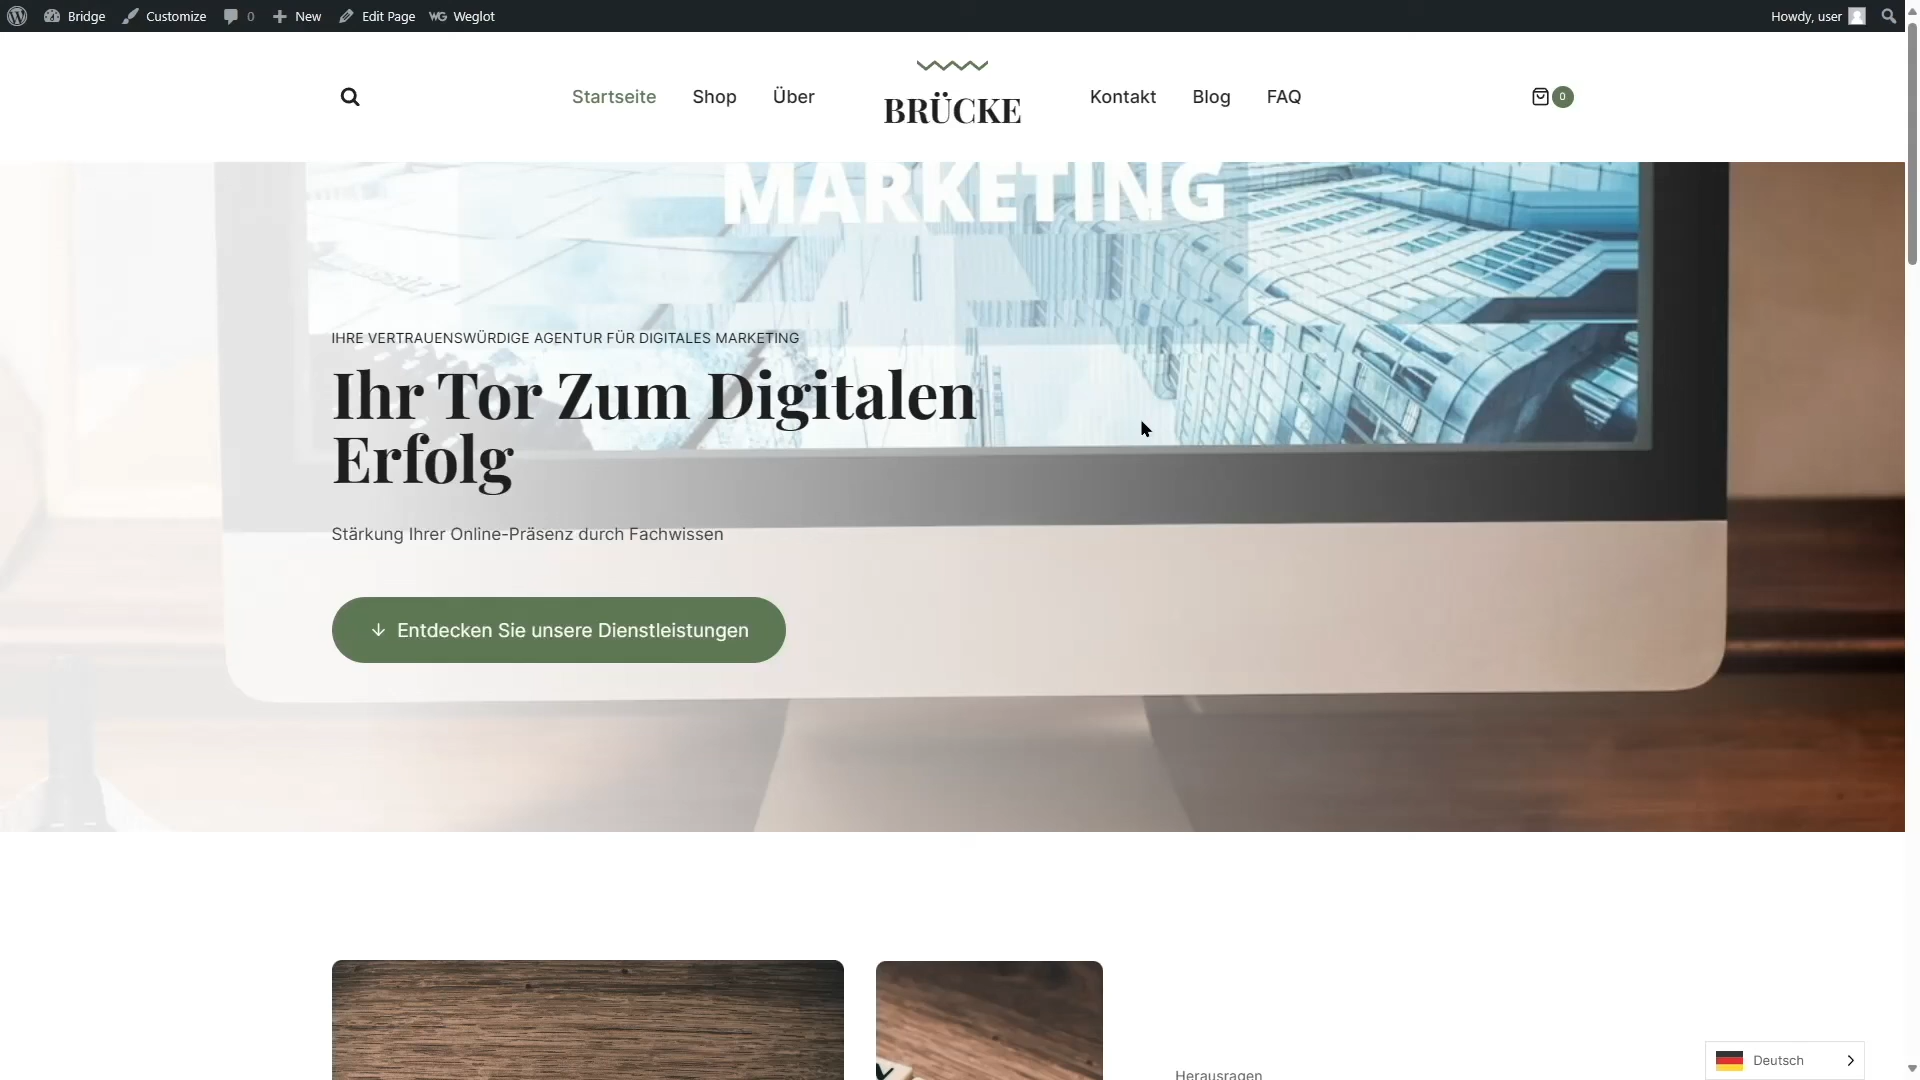 Bridge Customize 0 New Edit Page Weglot Howdy, user
Startseite Shop Über BRÜCKE Kontakt Blog FAQ 0
MARKETING
IHRE VERTRAUENSWÜRDIGE AGENTUR FÜR DIGITALES MARKETING
Ihr Tor Zum Digitalen
Erfolg
Stärkung Ihrer Online-Präsenz durch Fachwissen
↓ Entdecken Sie unsere Dienstleistungen
Herausragen
Deutsch